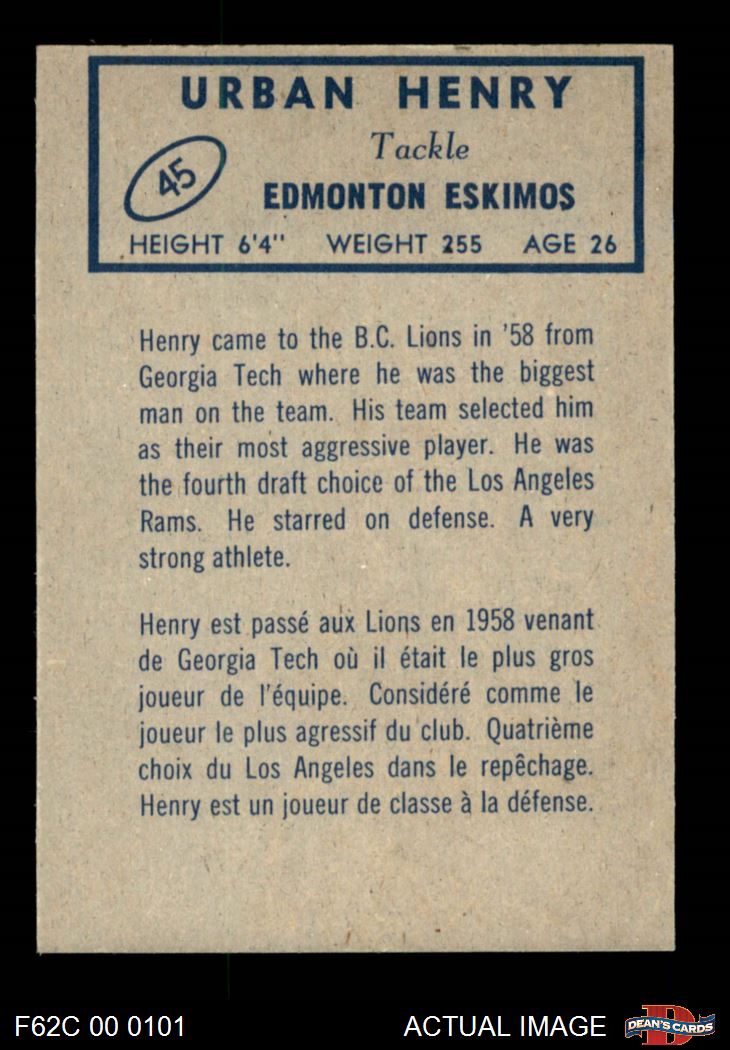 URBAN HENRY
Tackle
45
EDMONTON ESKIMOS
HEIGHT 6'4" WEIGHT 255 AGE 26
Henry came to the B.C. Lions in '58 from
Georgia Tech where he was the biggest
man on the team. His team selected him
as their most aggressive player. He was
the fourth draft choice of the Los Angeles
Rams. He starred on defense. A very
strong athlete.
Henry est passé aux Lions en 1958 venant
de Georgia Tech où il était le plus gros
joueur de l'équipe. Considéré comme le
joueur le plus agressif du club. Quatrième
choix du Los Angeles dans le repêchage.
Henry est un joueur de classe à la défense.
F62C 00 0101 ACTUAL IMAGE
D
DEAN'S CARDS